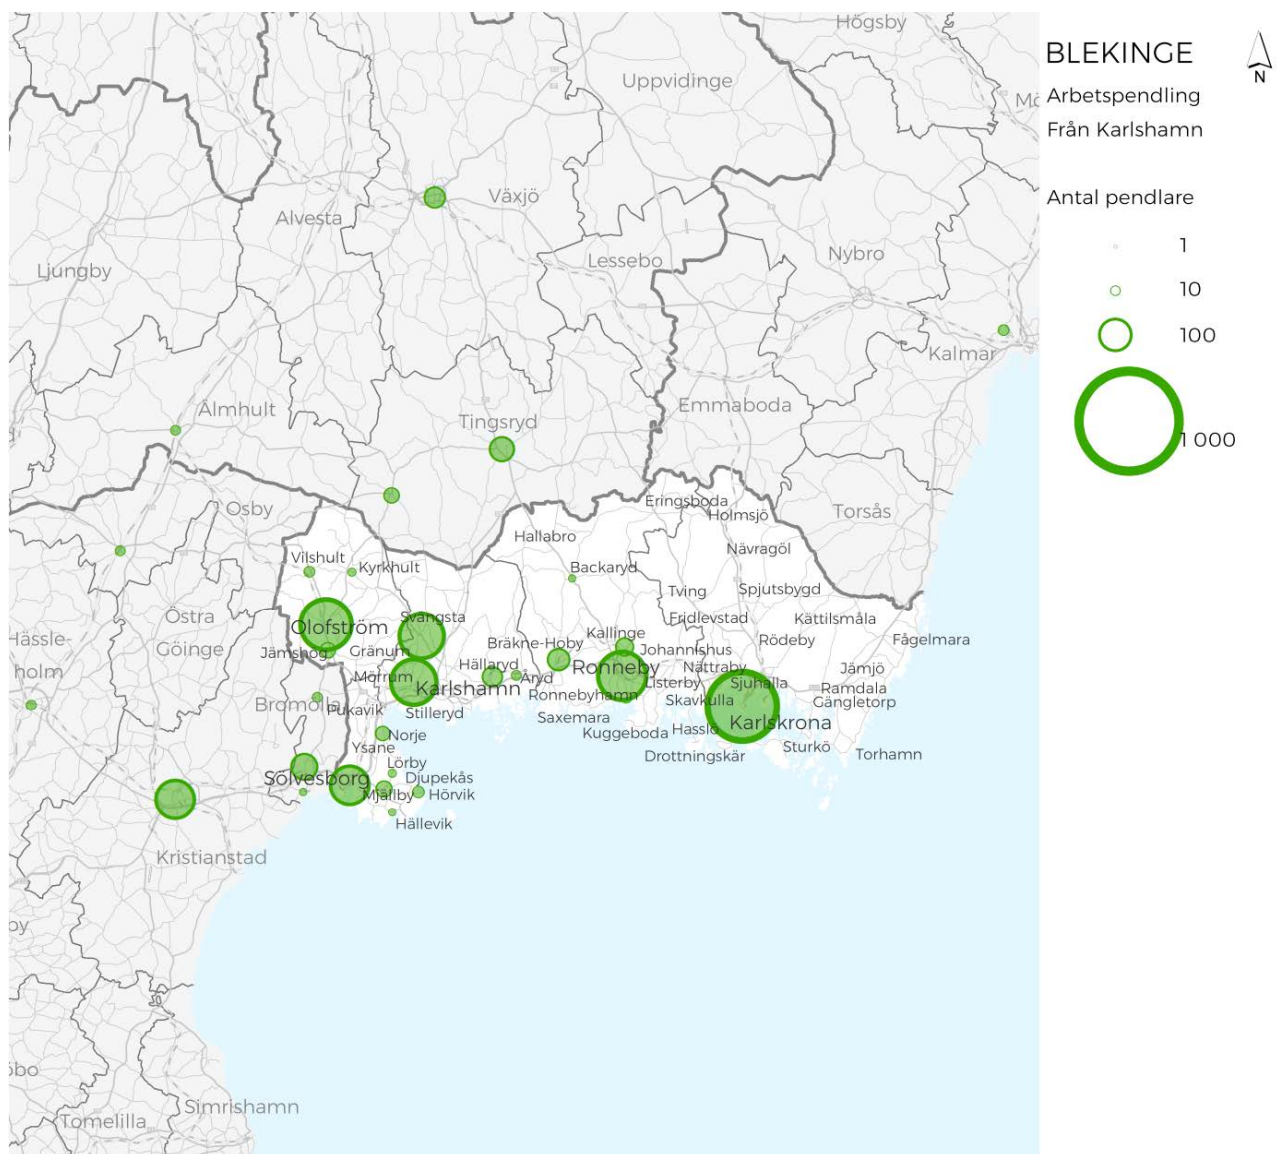 BLEKINGE
Arbetspendling
Från Karlshamn
N
Antal pendlare
1
10
100
1 000
Högsby
Uppvidinge
Växjö
Alvesta
Nybro
Lessebo
Ljungby
Kalmar
Älmhult
Emmaboda
Tingsryd
Eringsboda
Osby
Torsås
Holmsjö
Hallabro
Nävragöl
Vilshult
Kyrkhult
Backaryd
Tving
Spjutsbygd
Östra
Göinge
Svängsta
Fridlevstad
Kättilsmåla
Olofström
Kallinge
Hässle-
holm
Bräkne-Hoby
Rödeby
Fågelmara
Jämshög
Gränum
Johannishus
Hällaryd
Ronneby
Nättraby
Jämjö
Mörrum
Åryd
Listerby
Sjuhalla
Karlshamn
Ramdala
Ronnebyhamn
Skavkulla
Gängletorp
Bromölla
Pukavik
Stilleryd
Saxemara
Karlskrona
Kuggeboda
Hasslö
Norje
Ysane
Sturkö
Drottningskär
Torhamn
Lörby
Sölvesborg
Djupekås
Mjällby
Hörvik
Hällevik
Kristianstad
Simrishamn
Tomelilla